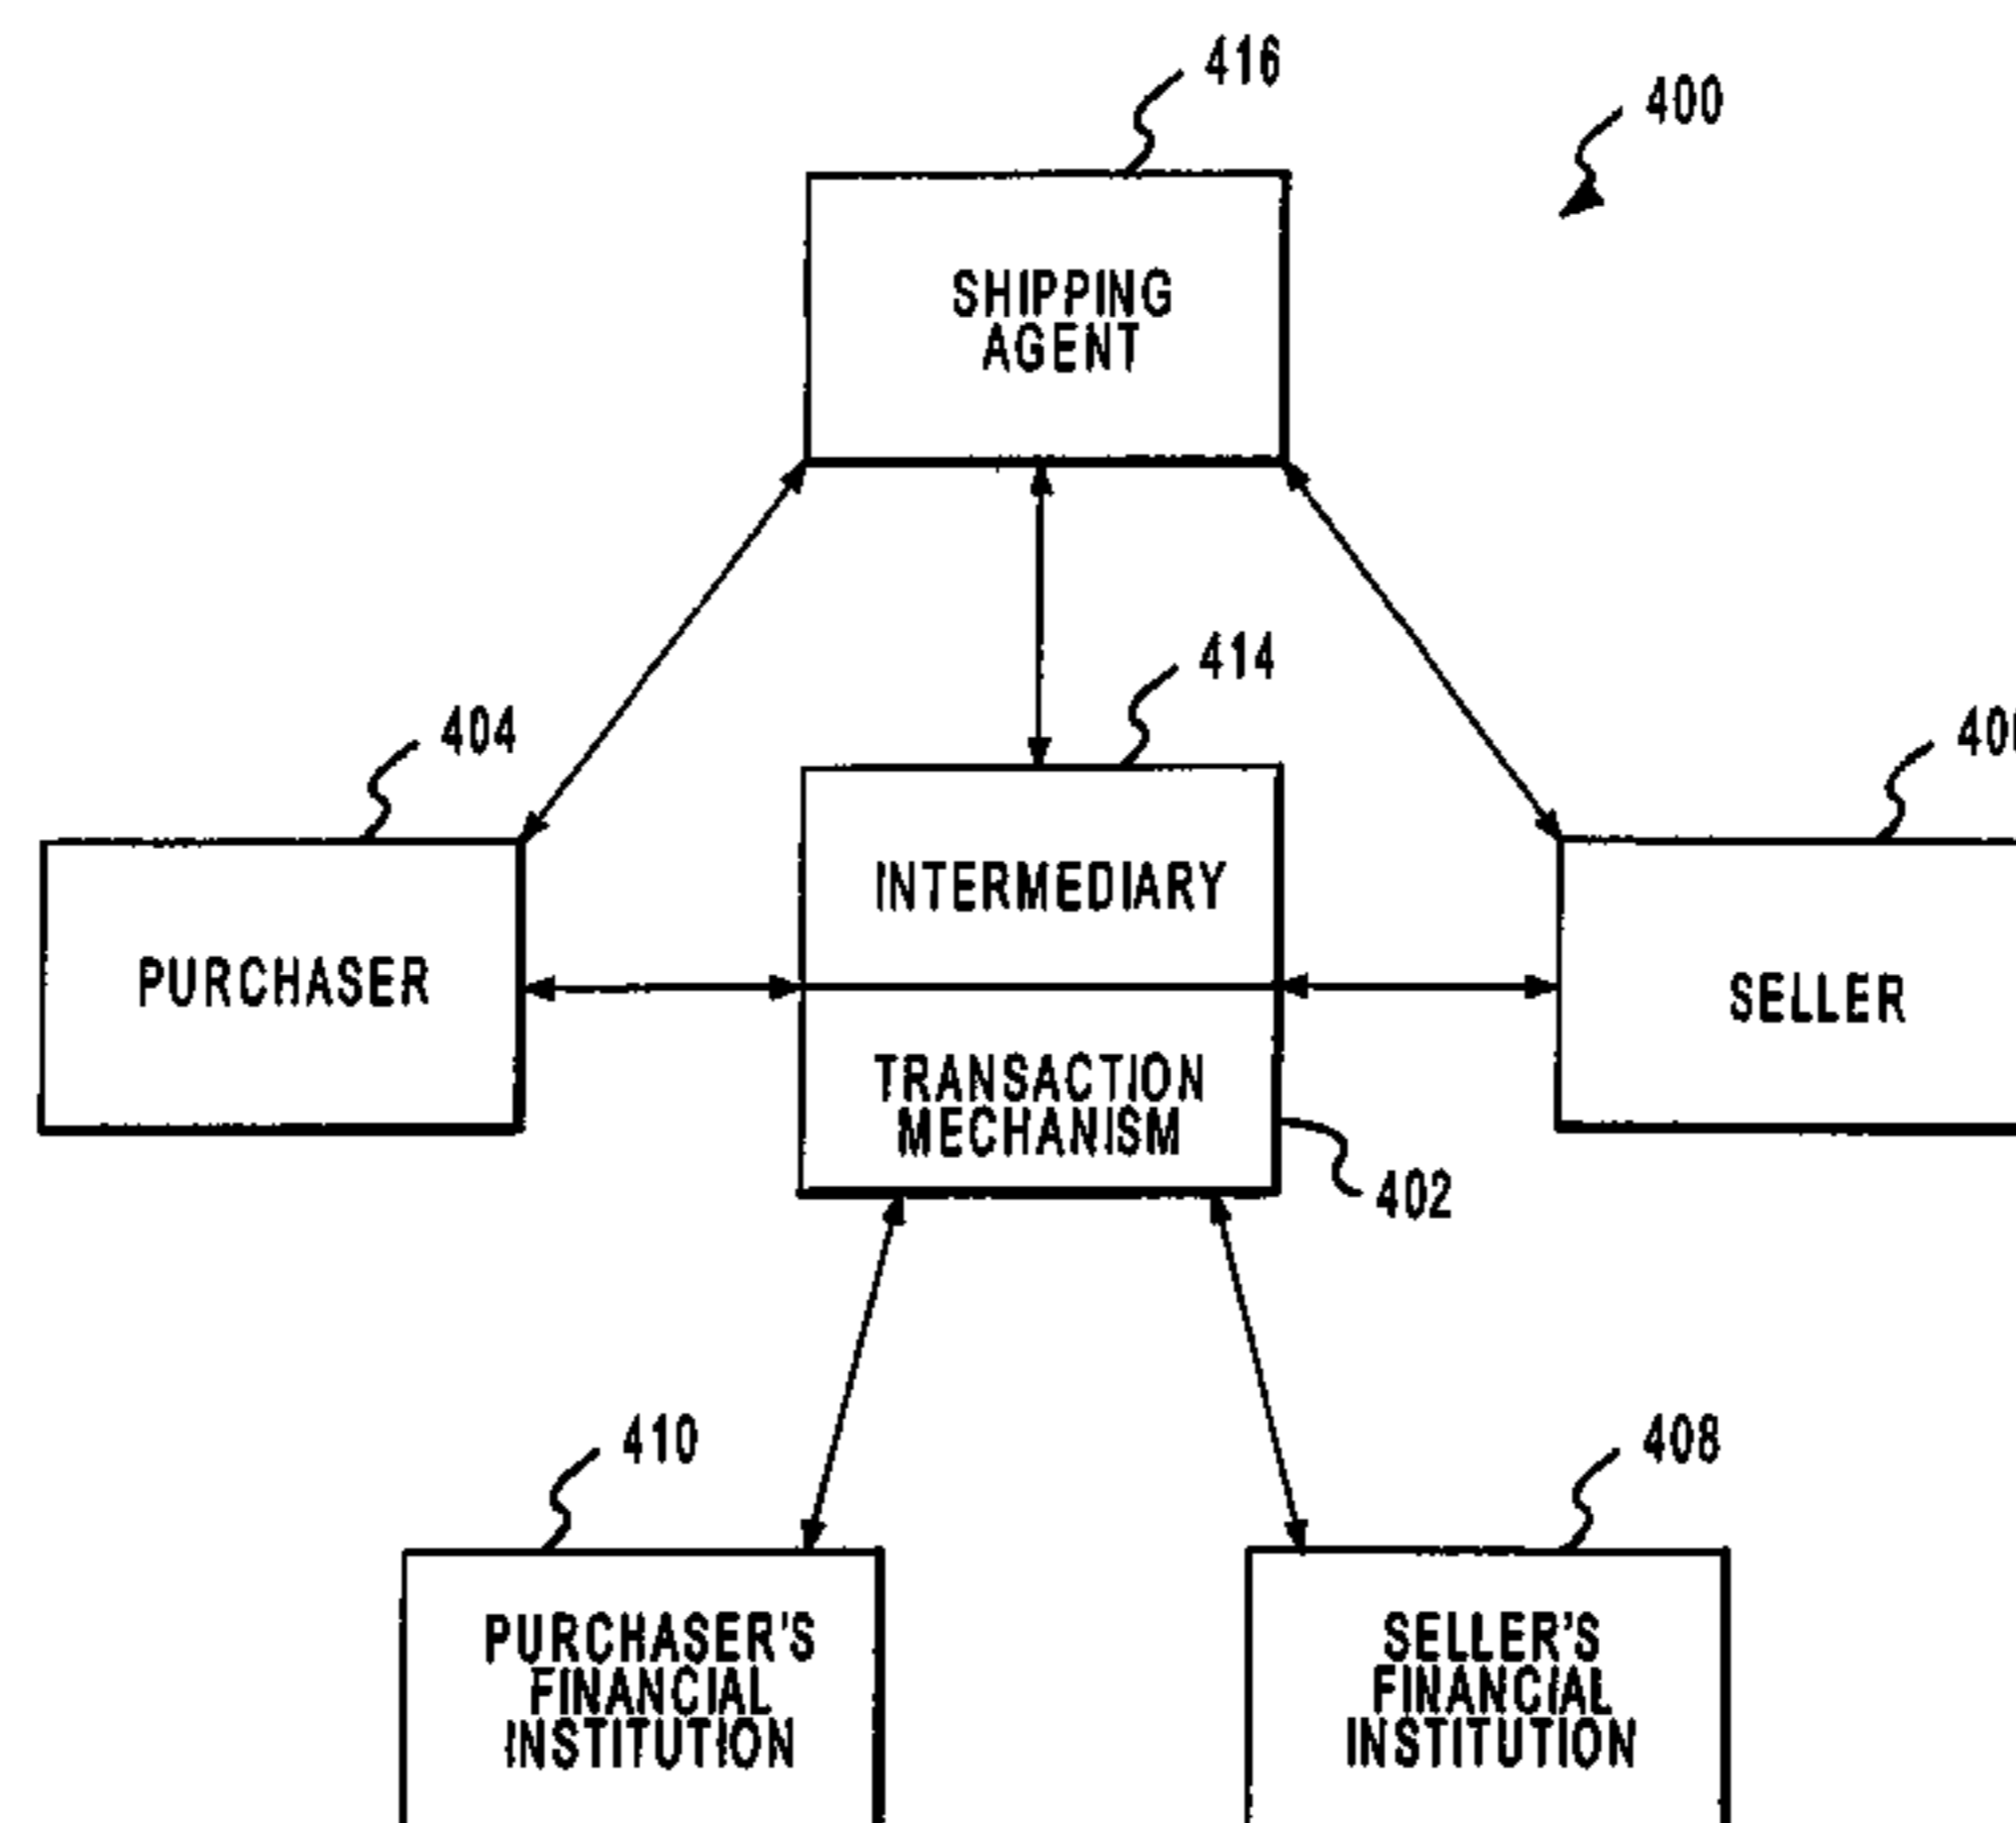 416
400
SHIPPING
AGENT
414
404
INTERMEDIARY
PURCHASER
SELLER
TRANSACTION
MECHANISM
402
410
408
PURCHASER'S
FINANCIAL
INSTITUTION
SELLER'S
FINANCIAL
INSTITUTION